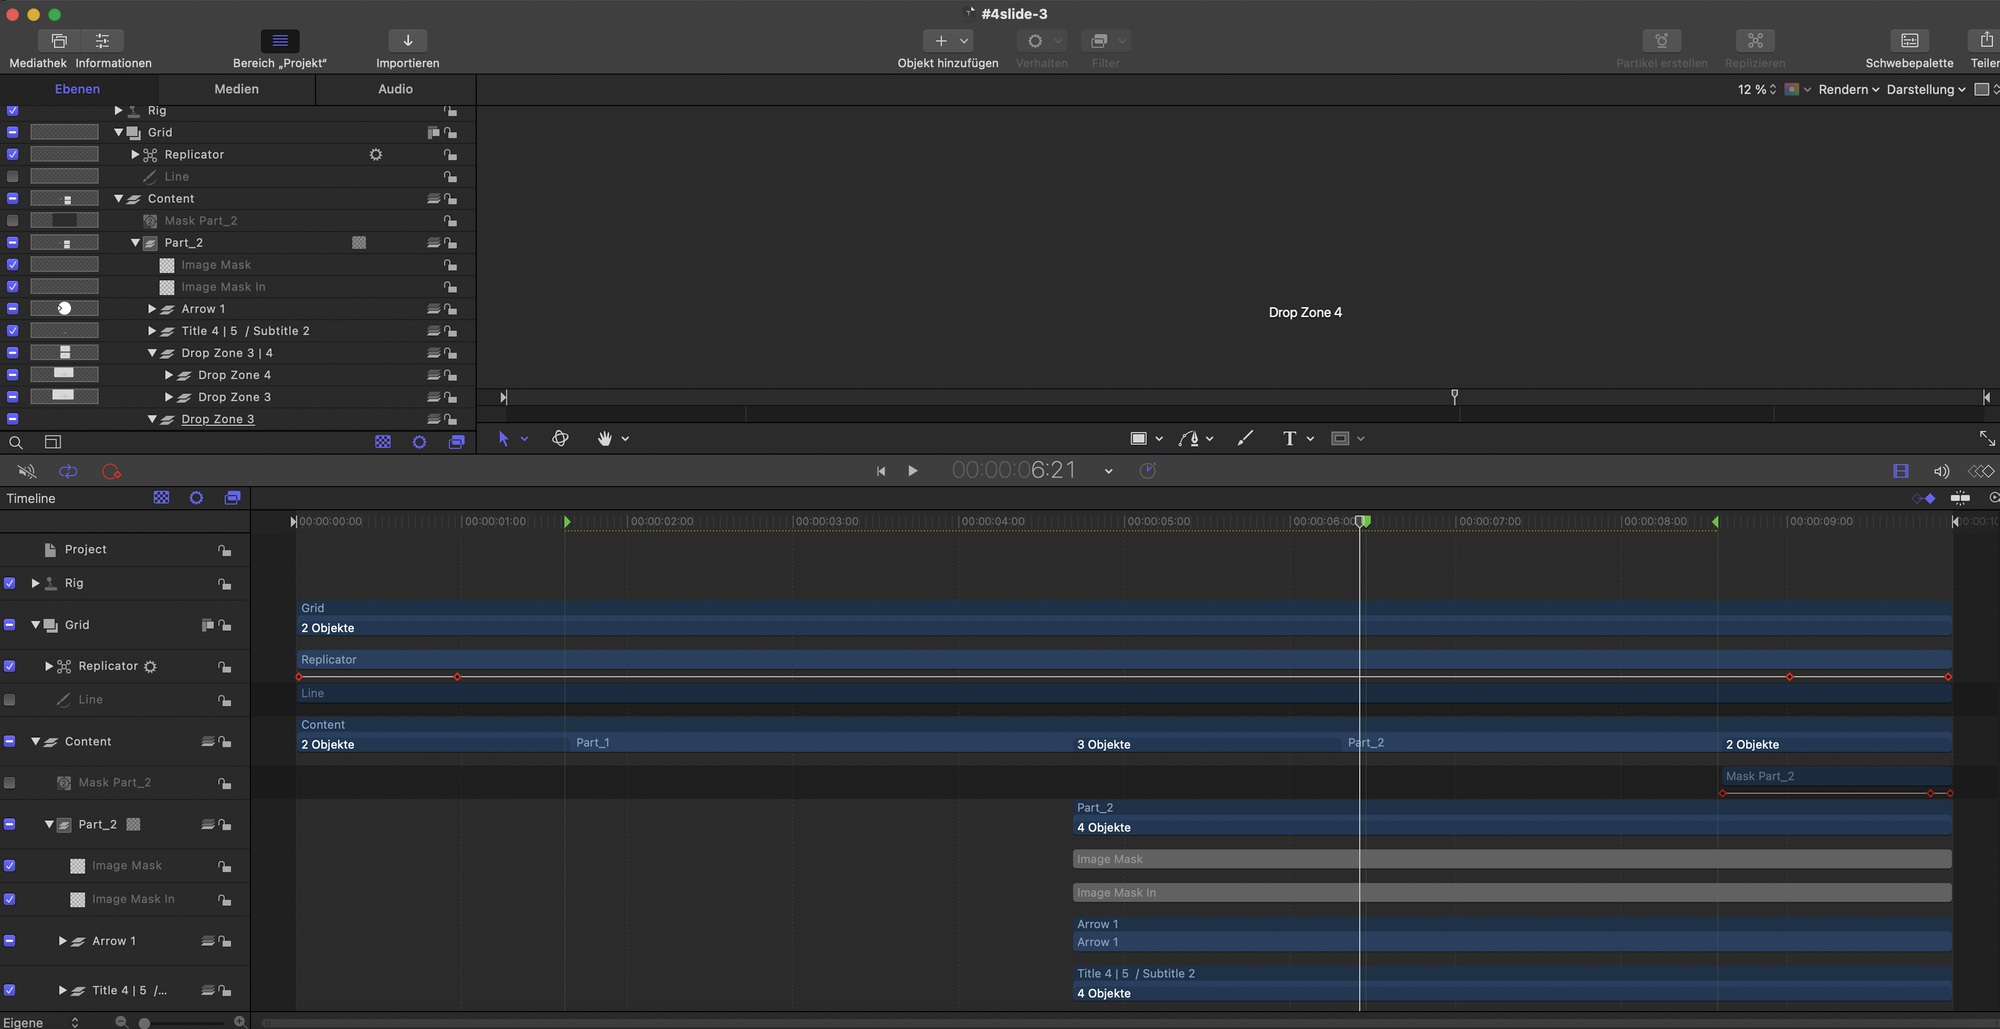 #4slide-3
Mediathek Informationen Bereich „Projekt“ Importieren Objekt hinzufügen Verhalten Filter Partikel erstellen Replizieren Schwebepalette Teilen
Ebenen Medien Audio 12 % Rendern Darstellung
Rig
Grid
Replicator
Line
Content
Mask Part_2
Part_2
Image Mask
Image Mask In
Arrow 1
Title 4 | 5 / Subtitle 2
Drop Zone 3 | 4
Drop Zone 4
Drop Zone 3
Drop Zone 3
Drop Zone 4
00:00:00:06:21
Timeline
00:00:00:00 00:00:01:00 00:00:02:00 00:00:03:00 00:00:04:00 00:00:05:00 00:00:06:00 00:00:07:00 00:00:08:00 00:00:09:00
Project
Rig
Grid
Grid
2 Objekte
Replicator
Replicator
Line
Line
Content
Content
2 Objekte Part_1 3 Objekte Part_2 2 Objekte
Mask Part_2
Mask Part_2
Part_2
Part_2
4 Objekte
Image Mask
Image Mask
Image Mask In
Image Mask In
Arrow 1
Arrow 1
Arrow 1
Title 4 | 5 /...
Title 4 | 5 / Subtitle 2
4 Objekte
Eigene